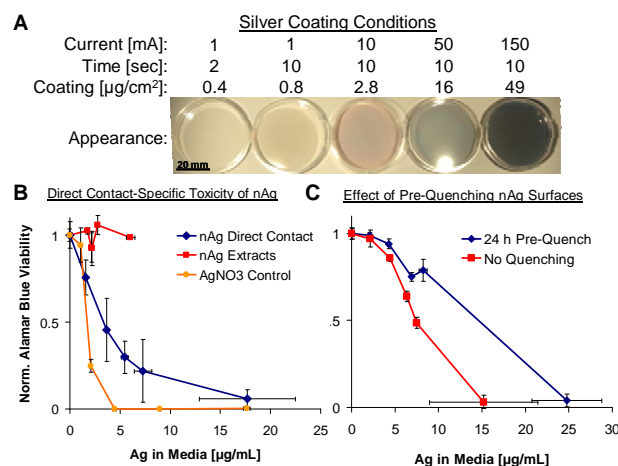 A
Silver Coating Conditions
Current [mA]: 1 1 10 50 150
Time [sec]: 2 10 10 10 10
Coating [µg/cm²]: 0.4 0.8 2.8 16 49
Appearance:
20 mm
B Direct Contact-Specific Toxicity of nAg
C Effect of Pre-Quenching nAg Surfaces
Norm. Alamar Blue Viability
1
0.5
0
nAg Direct Contact
nAg Extracts
AgNO3 Control
0 5 10 15 20 25
Ag in Media [µg/mL]
1
0.5
0
24 h Pre-Quench
No Quenching
0 5 10 15 20 25 30
Ag in Media [µg/mL]